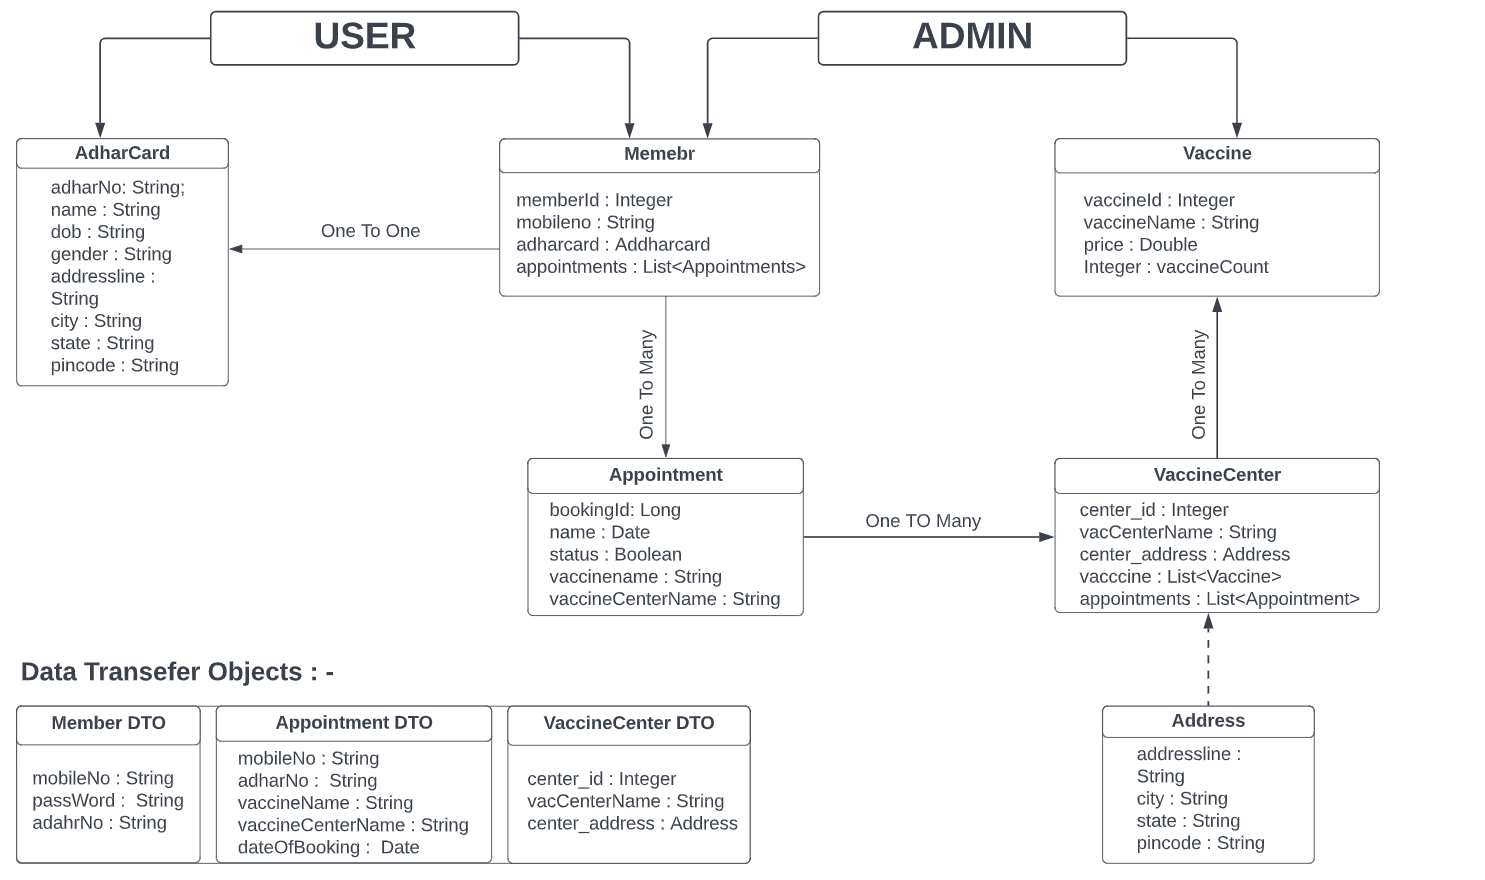 USER
ADMIN
AdharCard
adharNo: String;
name : String
dob : String
gender : String
addressline :
String
city : String
state : String
pincode : String
One To One
Memebr
memberId : Integer
mobileno : String
adharcard : Addharcard
appointments : List<Appointments>
Vaccine
vaccineId : Integer
vaccineName : String
price : Double
Integer : vaccineCount
One To Many
One To Many
Appointment
bookingId: Long
name : Date
status : Boolean
vaccinename : String
vaccineCenterName : String
One TO Many
VaccineCenter
center_id : Integer
vacCenterName : String
center_address : Address
vacccine : List<Vaccine>
appointments : List<Appointment>
Data Transefer Objects : -
Member DTO
mobileNo : String
passWord :  String
adahrNo : String
Appointment DTO
mobileNo : String
adharNo :  String
vaccineName : String
vaccineCenterName : String
dateOfBooking :  Date
VaccineCenter DTO
center_id : Integer
vacCenterName : String
center_address : Address
Address
addressline :
String
city : String
state : String
pincode : String